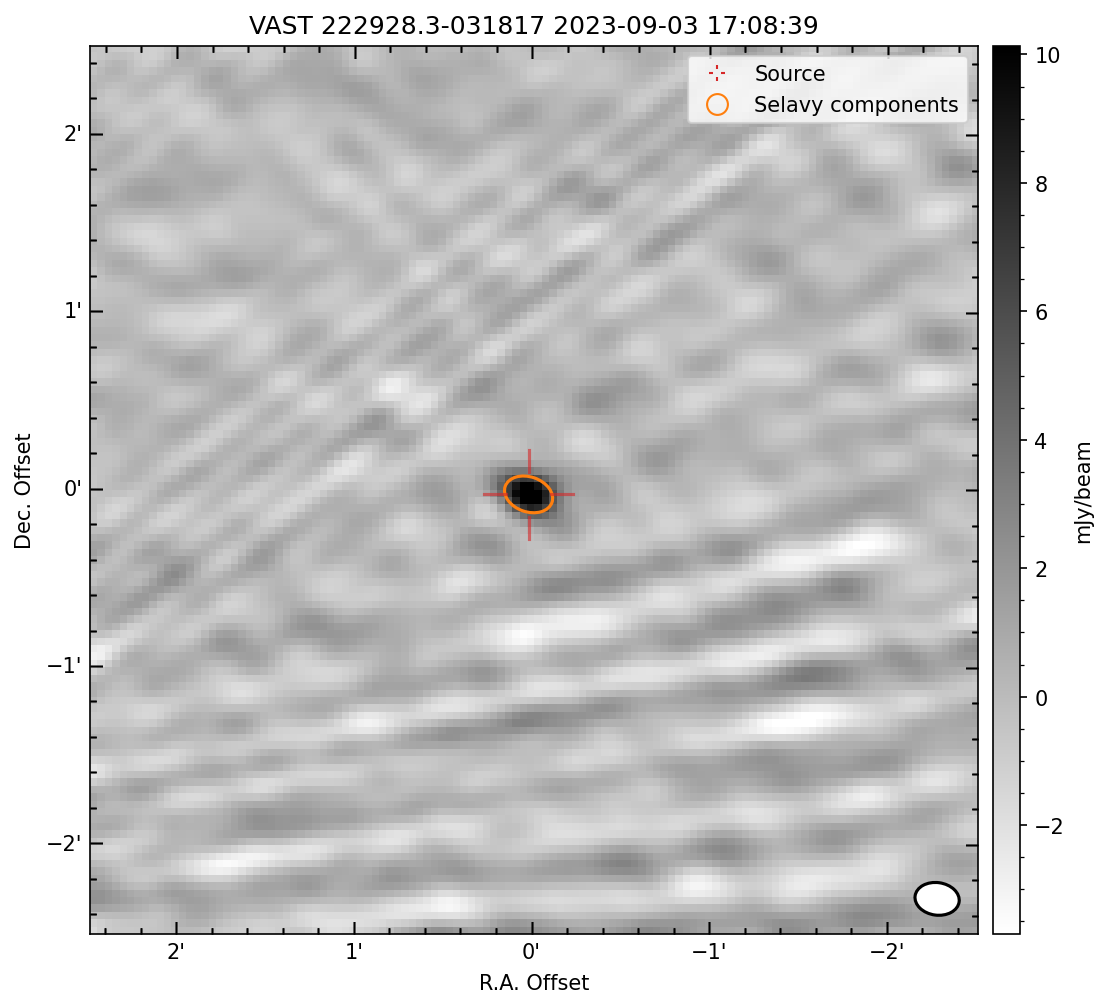 VAST 222928.3-031817 2023-09-03 17:08:39
Source
Selavy components
2'
1'
0'
−1'
−2'
Dec. Offset
2'
1'
0'
−1'
−2'
R.A. Offset
10
8
6
4
2
0
−2
mJy/beam